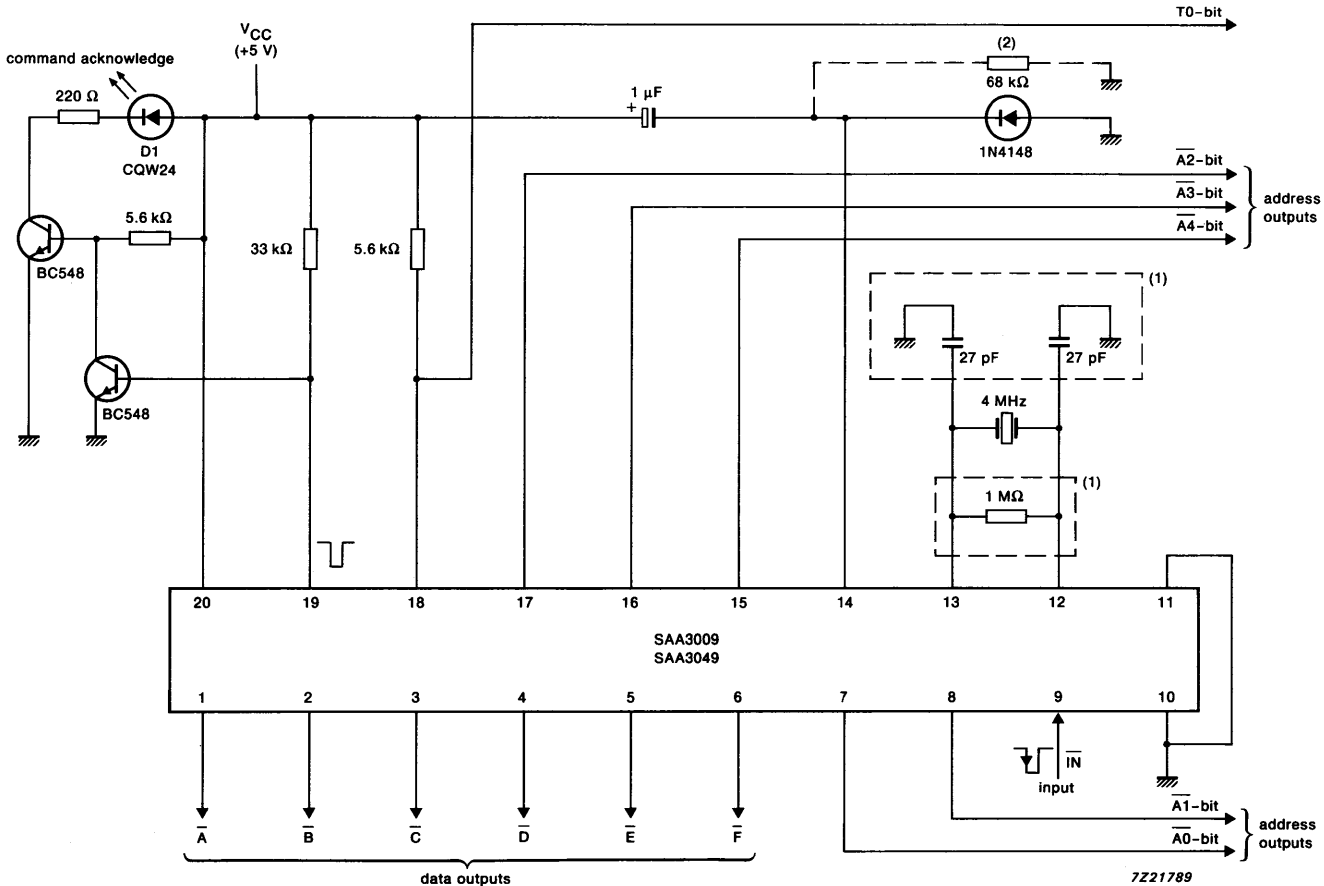 T0-bit
VCC
(+5 V)
command acknowledge
(2)
68 kΩ
220 Ω
1 μF
+
D1
CQW24
1N4148
A2-bit
A3-bit
A4-bit
address
outputs
5.6 kΩ
BC548
33 kΩ
5.6 kΩ
(1)
27 pF
27 pF
BC548
4 MHz
(1)
1 MΩ
20 19 18 17 16 15 14 13 12 11
SAA3009
SAA3049
1 2 3 4 5 6 7 8 9 10
IN
input
A1-bit
A0-bit
address
outputs
A B C D E F
data outputs
7Z21789